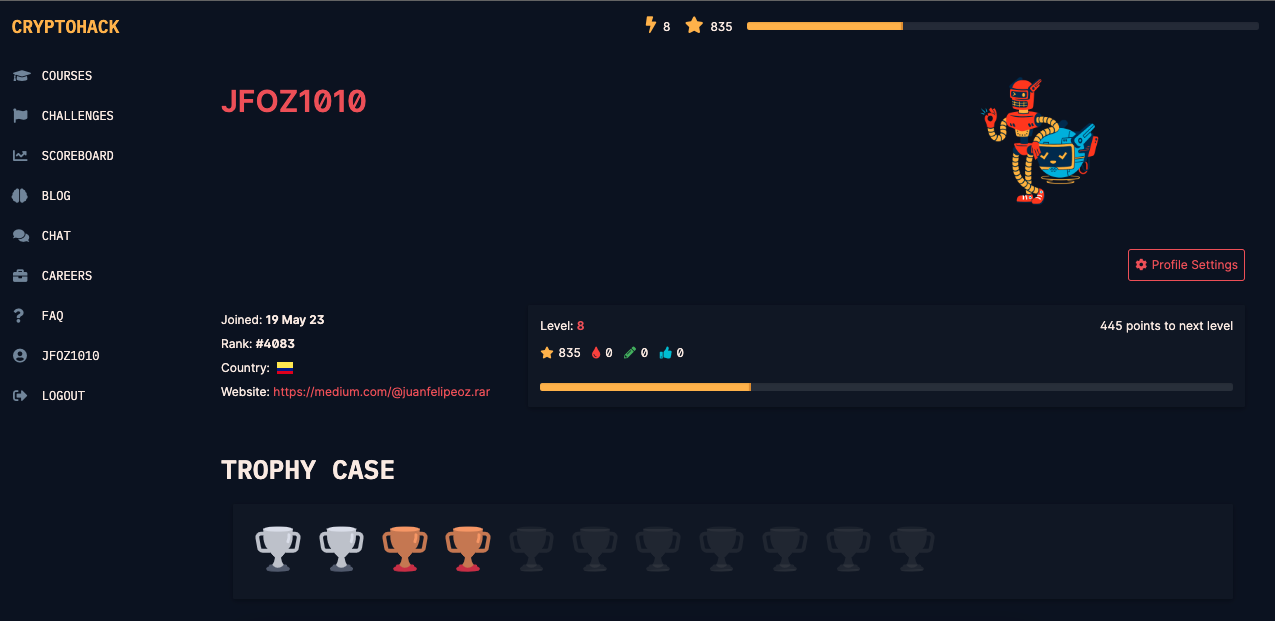 CRYPTOHACK
8 835
COURSES
CHALLENGES
SCOREBOARD
BLOG
CHAT
CAREERS
FAQ
JFOZ1010
LOGOUT
JFOZ1010
Profile Settings
Joined: 19 May 23
Rank: #4083
Country:
Website: https://medium.com/@juanfelipeoz.rar
Level: 8
445 points to next level
835 0 0 0
TROPHY CASE